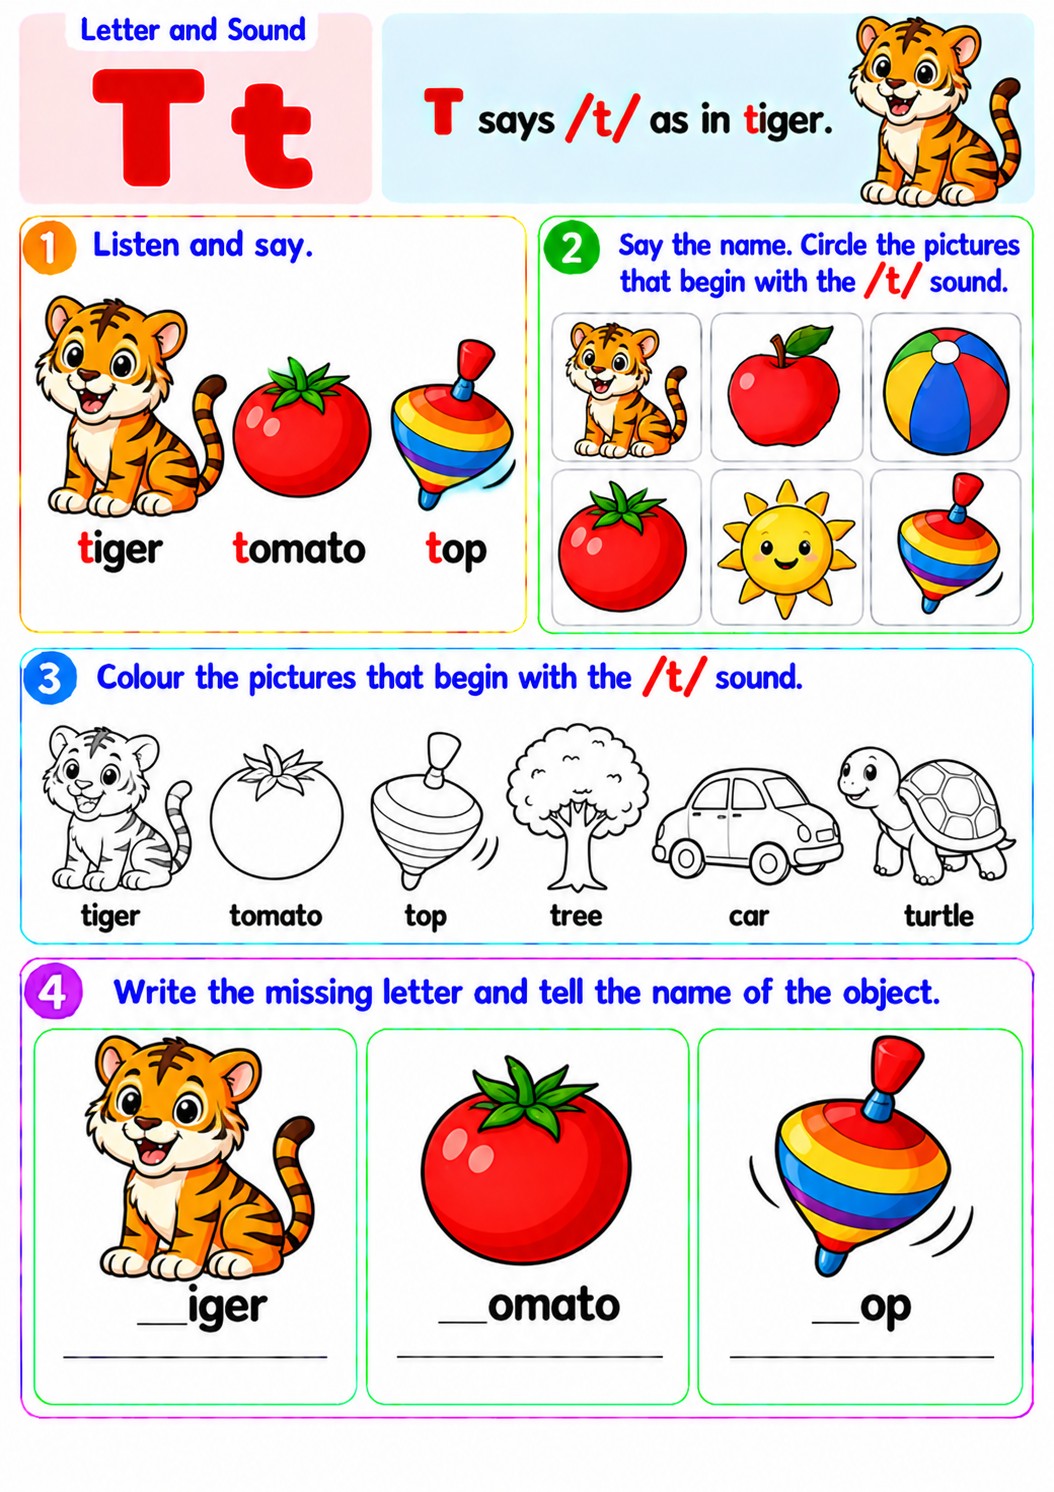 Letter and Sound
T t
T says /t/ as in tiger.
1 Listen and say.
tiger tomato top
2 Say the name. Circle the pictures
that begin with the /t/ sound.
3 Colour the pictures that begin with the /t/ sound.
tiger tomato top tree car turtle
4 Write the missing letter and tell the name of the object.
__iger __omato __op